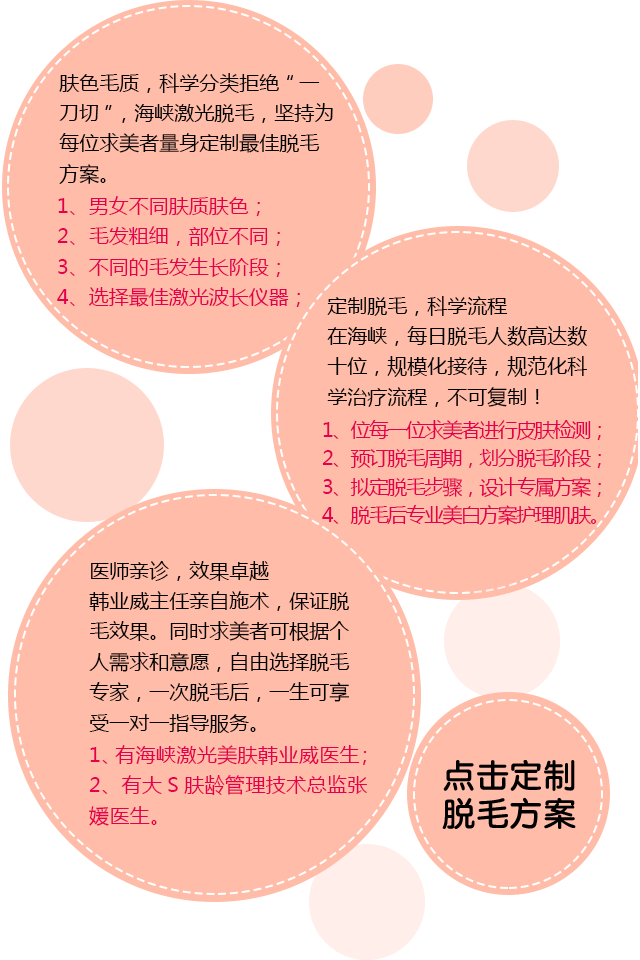 肤色毛质，科学分类拒绝“一
刀切”，海峡激光脱毛，坚持为
每位求美者量身定制最佳脱毛
方案。
1、男女不同肤质肤色；
2、毛发粗细，部位不同；
3、不同的毛发生长阶段；
4、选择最佳激光波长仪器；
定制脱毛，科学流程
在海峡，每日脱毛人数高达数
十位，规模化接待，规范化科
学治疗流程，不可复制！
1、位每一位求美者进行皮肤检测；
2、预订脱毛周期，划分脱毛阶段；
3、拟定脱毛步骤，设计专属方案；
4、脱毛后专业美白方案护理肌肤。
医师亲诊，效果卓越
韩业威主任亲自施术，保证脱
毛效果。同时求美者可根据个
人需求和意愿，自由选择脱毛
专家，一次脱毛后，一生可享
受一对一指导服务。
1、有海峡激光美肤韩业威医生；
2、有大S肤龄管理技术总监张
媛医生。
点击定制
脱毛方案